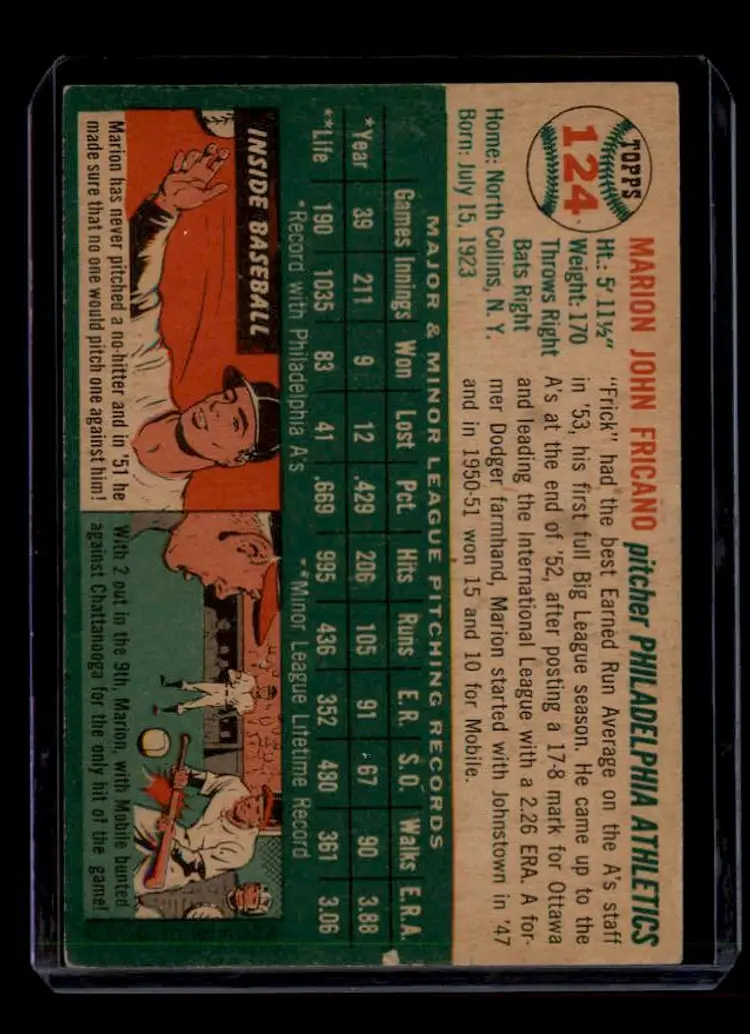 TOPPS
124
MARION JOHN FRICANO pitcher PHILADELPHIA ATHLETICS
Ht.: 5' 11½"
Weight: 170
Throws Right
Bats Right
Home: North Collins, N. Y.
Born: July 15, 1923
"Frick" had the best Earned Run Average on the A's staff
in '53, his first full Big League season. He came up to the
A's at the end of '52, after posting a 17-8 mark for Ottawa
and leading the International League with a 2.26 ERA. A for-
mer Dodger farmhand, Marion started with Johnstown in '47
and in 1950-51 won 15 and 10 for Mobile.
MAJOR & MINOR LEAGUE PITCHING RECORDS
Games Innings Won Lost Pct. Hits Runs E.R. S.O. Walks E.R.A.
*Year 39 211 9 12 .429 206 105 91 67 90 3.88
**Life 190 1035 83 41 .669 995 436 352 480 361 3.06
*Record with Philadelphia A's **Minor League Lifetime Record
INSIDE BASEBALL
Marion has never pitched a no-hitter and in '51 he
made sure that no one would pitch one against him!
With 2 out in the 9th, Marion, with Mobile bunted
against Chattanooga for the only hit of the game!